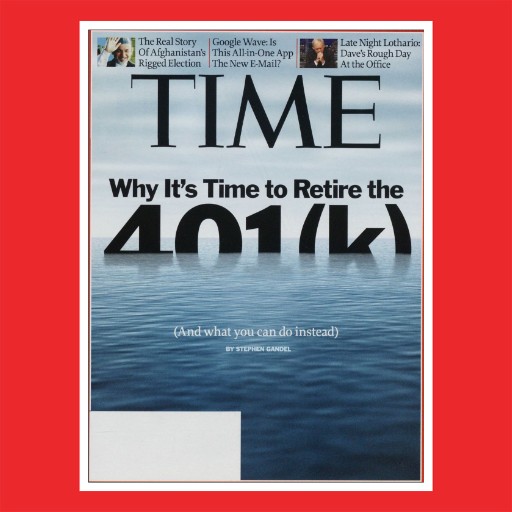 The Real Story
Of Afghanistan's
Rigged Election
Google Wave: Is
This All-in-One App
The New E-Mail?
Late Night Lothario:
Dave's Rough Day
At the Office
TIME
Why It's Time to Retire the
401(k)
(And what you can do instead)
BY STEPHEN GANDEL